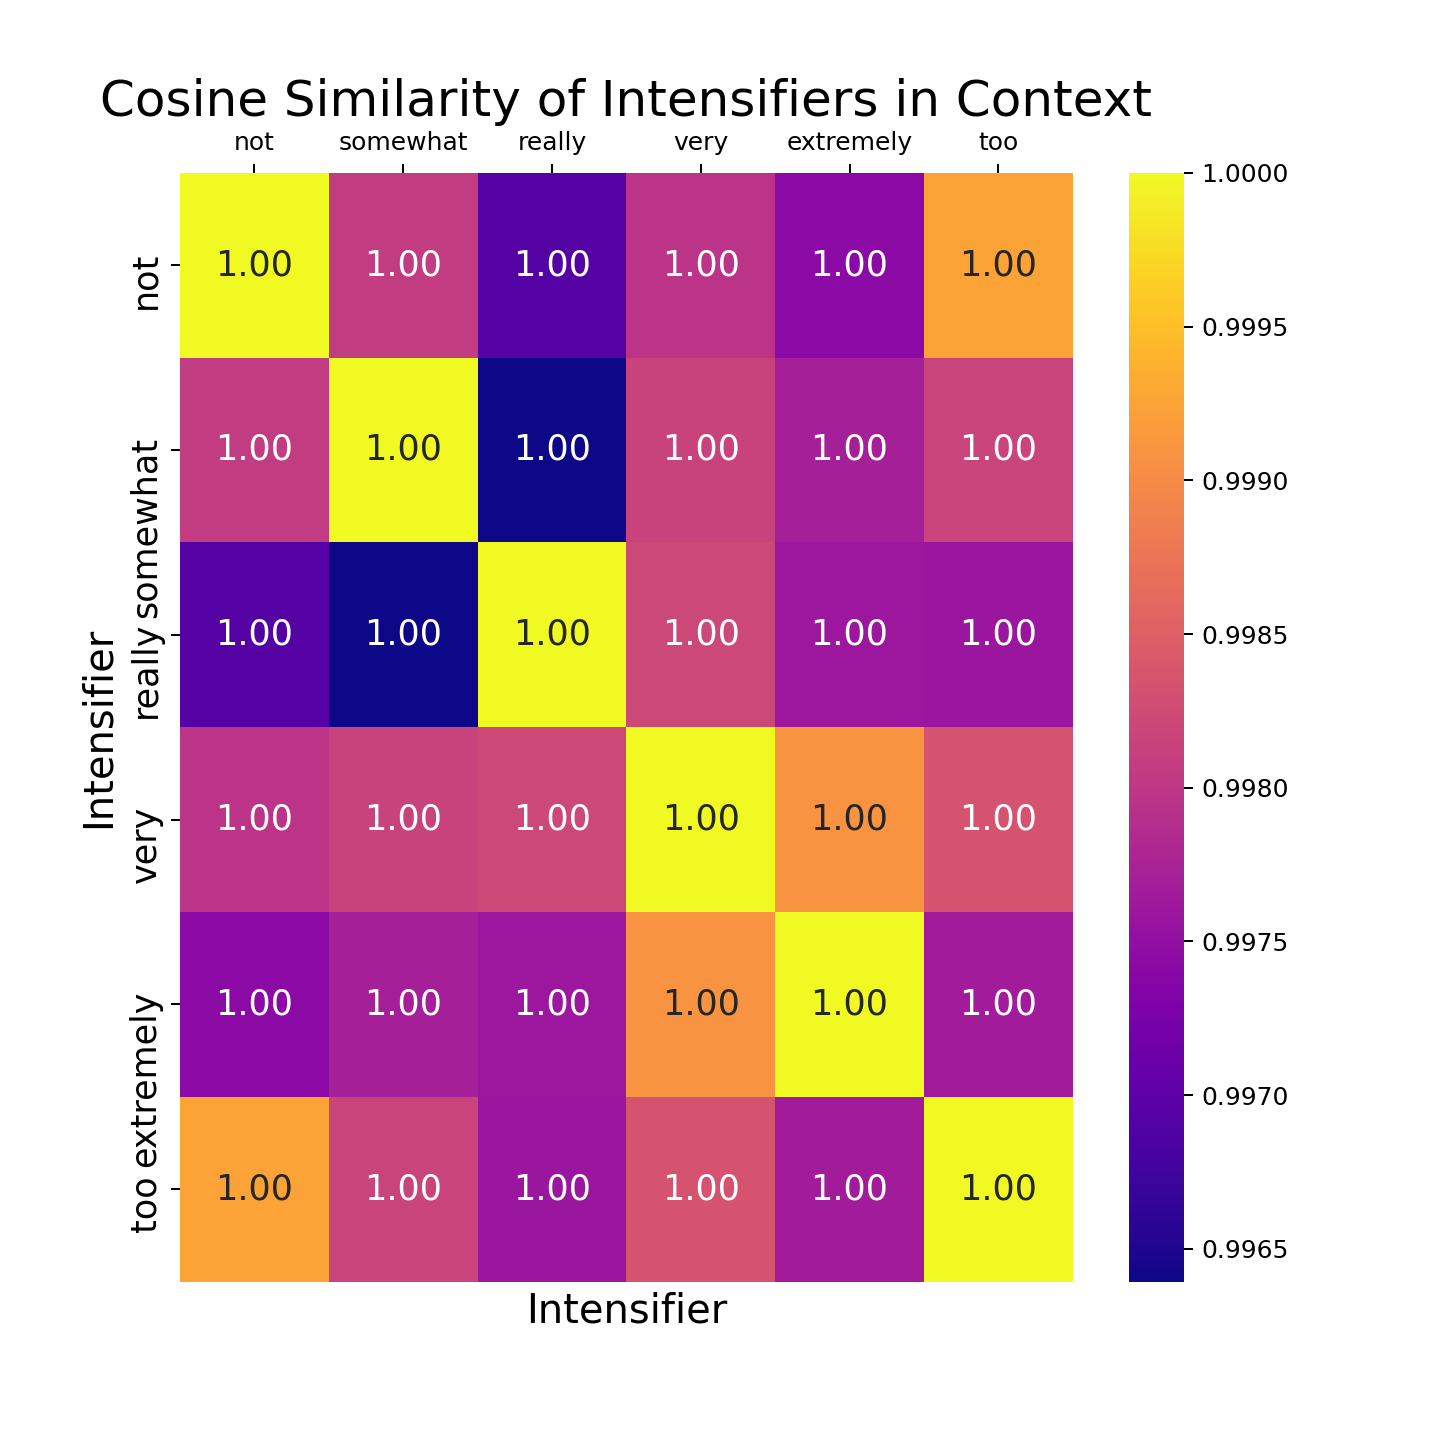 Cosine Similarity of Intensifiers in Context
not somewhat really very extremely too
1.0000
not 1.00 1.00 1.00 1.00 1.00 1.00
0.9995
somewhat 1.00 1.00 1.00 1.00 1.00 1.00
0.9990
really 1.00 1.00 1.00 1.00 1.00 1.00
0.9985
Intensifier
0.9980
very 1.00 1.00 1.00 1.00 1.00 1.00
0.9975
extremely 1.00 1.00 1.00 1.00 1.00 1.00
0.9970
too 1.00 1.00 1.00 1.00 1.00 1.00
0.9965
Intensifier